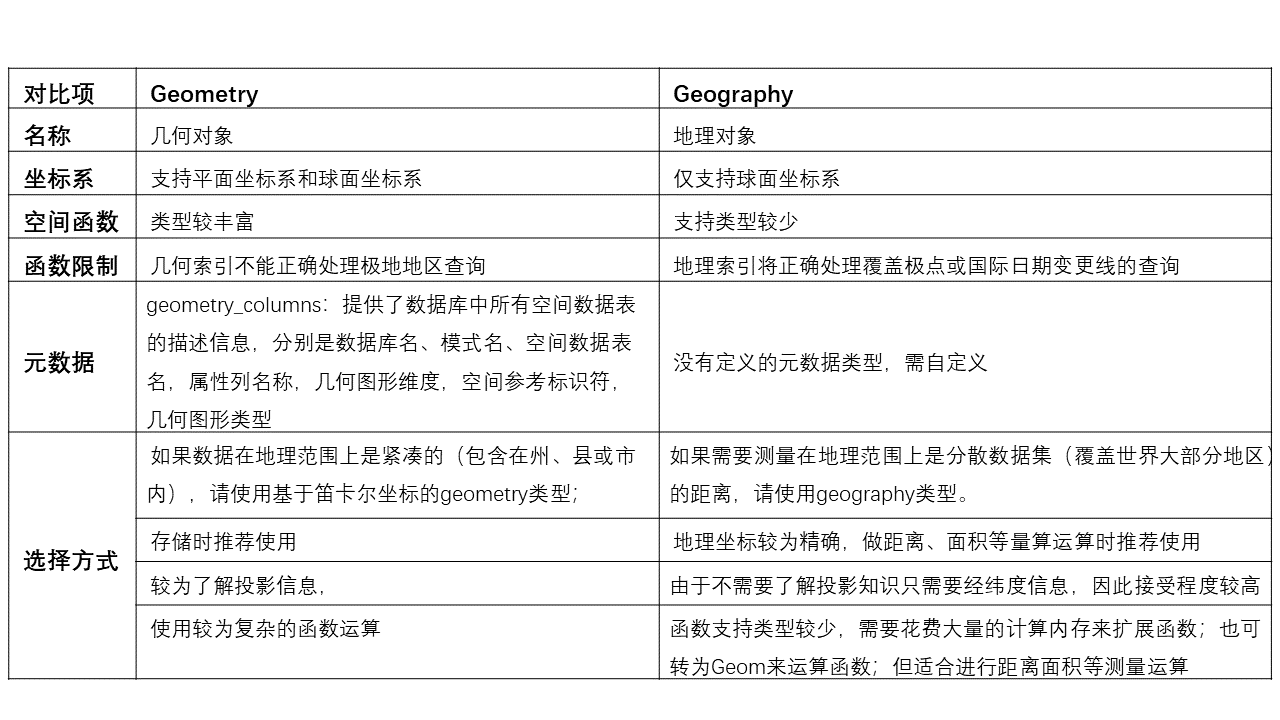 对比项 Geometry Geography
名称 几何对象 地理对象
坐标系 支持平面坐标系和球面坐标系 仅支持球面坐标系
空间函数 类型较丰富 支持类型较少
函数限制 几何索引不能正确处理极地地区查询 地理索引将正确处理覆盖极点或国际日期变更线的查询
元数据
geometry_columns：提供了数据库中所有空间数据表
的描述信息，分别是数据库名、模式名、空间数据表
名，属性列名称，几何图形维度，空间参考标识符，
几何图形类型
没有定义的元数据类型，需自定义
选择方式
如果数据在地理范围上是紧凑的（包含在州、县或市
内），请使用基于笛卡尔坐标的geometry类型；
如果需要测量在地理范围上是分散数据集（覆盖世界大部分地区）
的距离，请使用geography类型。
存储时推荐使用 地理坐标较为精确，做距离、面积等量算运算时推荐使用
较为了解投影信息， 由于不需要了解投影知识只需要经纬度信息，因此接受程度较高
使用较为复杂的函数运算
函数支持类型较少，需要花费大量的计算内存来扩展函数；也可
转为Geom来运算函数；但适合进行距离面积等测量运算